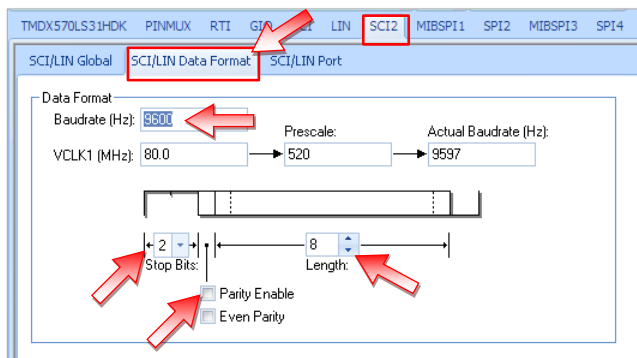 TMDX570LS31HDK PINMUX RTI GIO LIN SCI2 MIBSPI1 SPI2 MIBSPI3 SPI4
SCI/LIN Global SCI/LIN Data Format SCI/LIN Port
Data Format
Baudrate (Hz): 9600
Prescale: Actual Baudrate (Hz):
VCLK1 (MHz): 80.0 520 9597
2 8
Stop Bits: Length:
Parity Enable
Even Parity